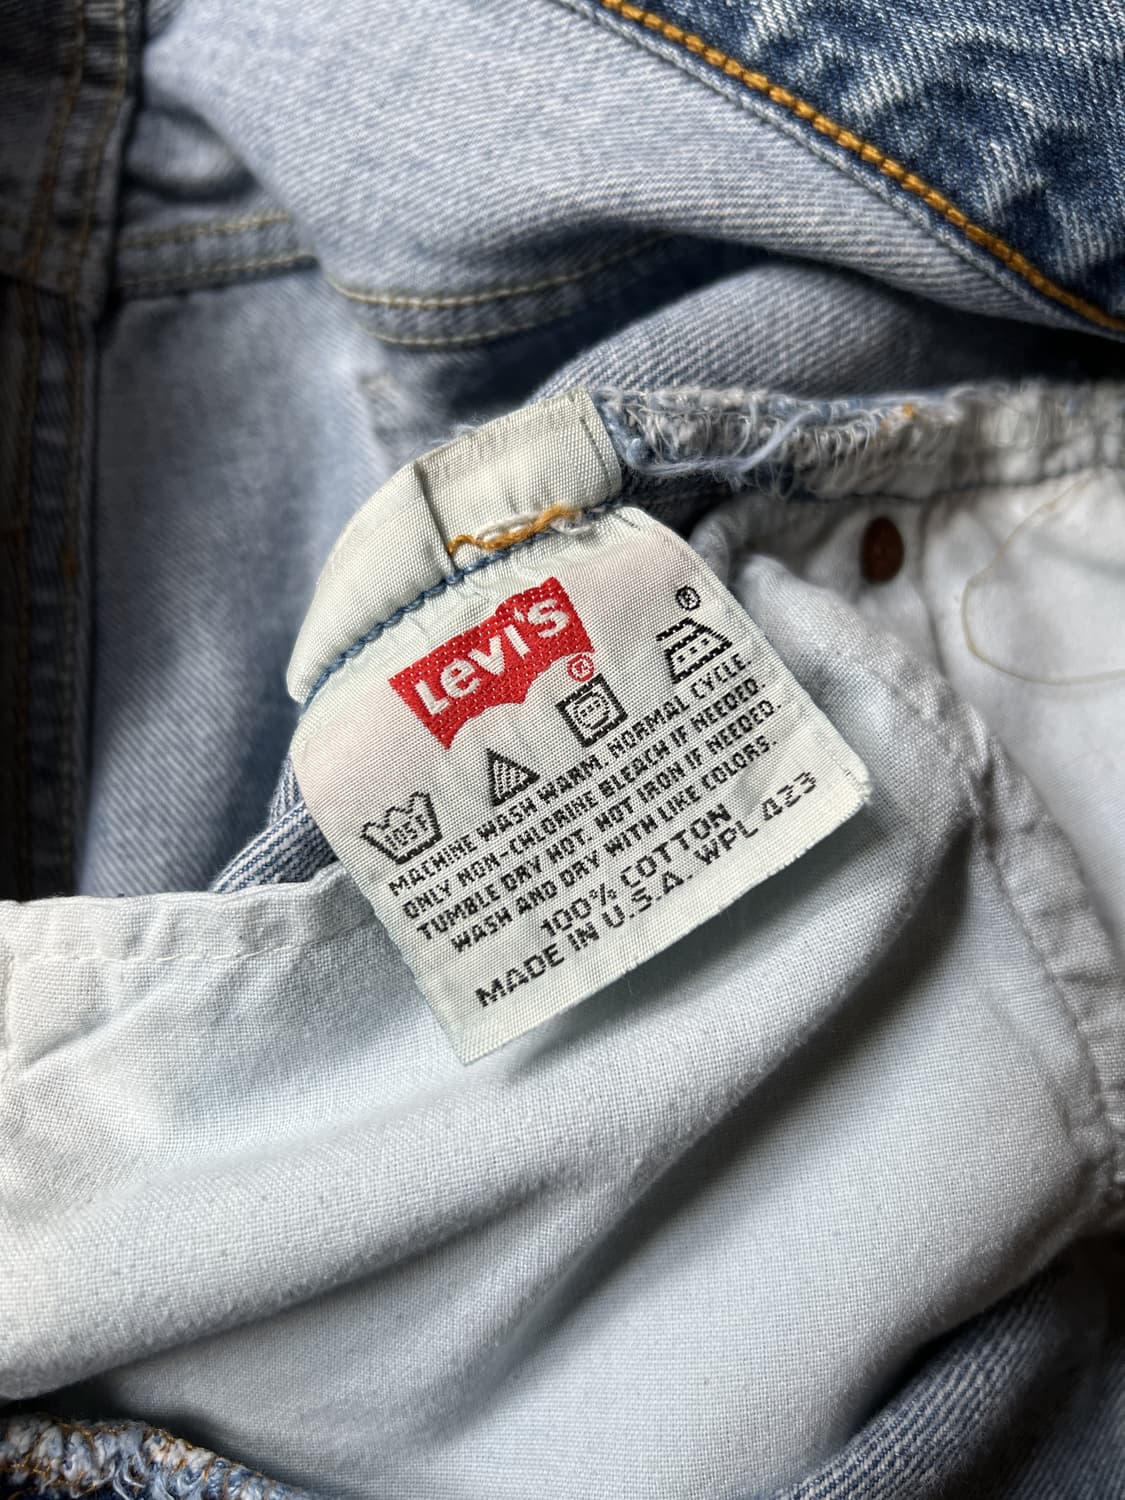 Levi's
®
®
105F
MACHINE WASH WARM, NORMAL CYCLE.
ONLY NON-CHLORINE BLEACH IF NEEDED.
TUMBLE DRY HOT. HOT IRON IF NEEDED.
WASH AND DRY WITH LIKE COLORS.
100% COTTON
MADE IN U.S.A. WPL 423